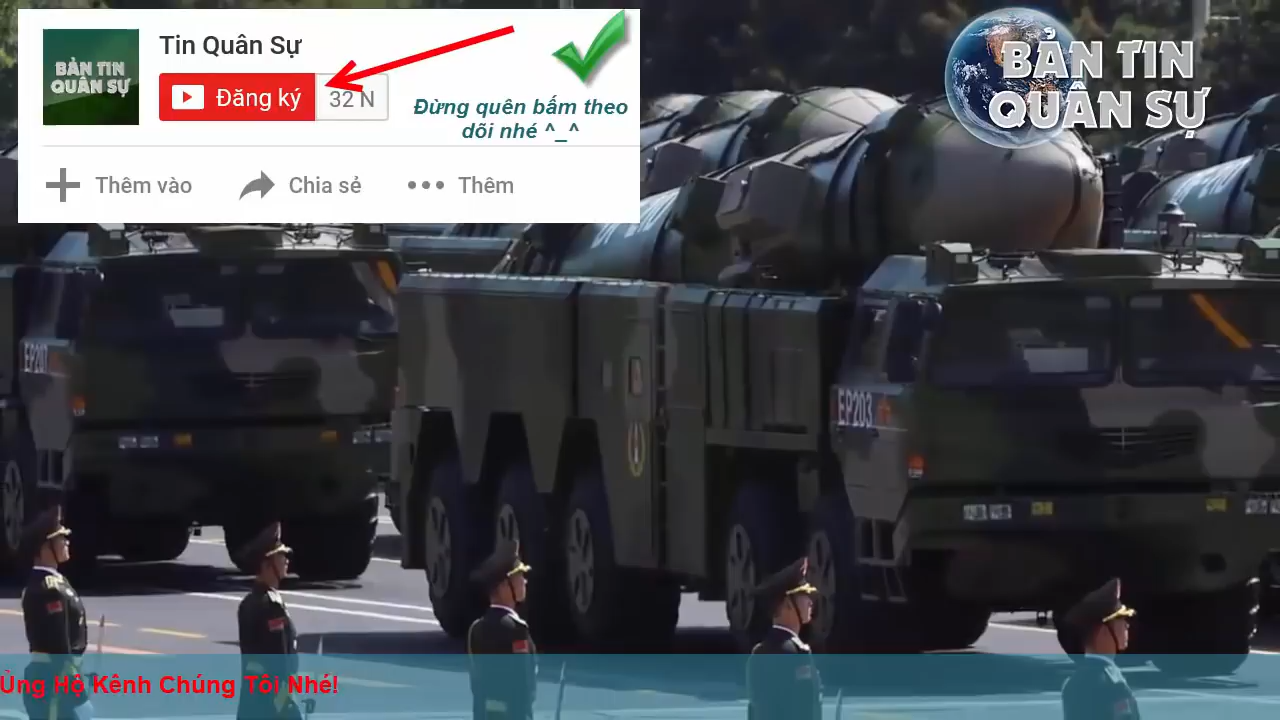 Tin Quân Sự
BẢN TIN
QUÂN SỰ
Đăng ký
32 N
Đừng quên bấm theo
dõi nhé ^_^
Thêm vào
Chia sẻ
Thêm
BẢN TIN
QUÂN SỰ
EP207
EP203
Ủng Hộ Kênh Chúng Tôi Nhé!